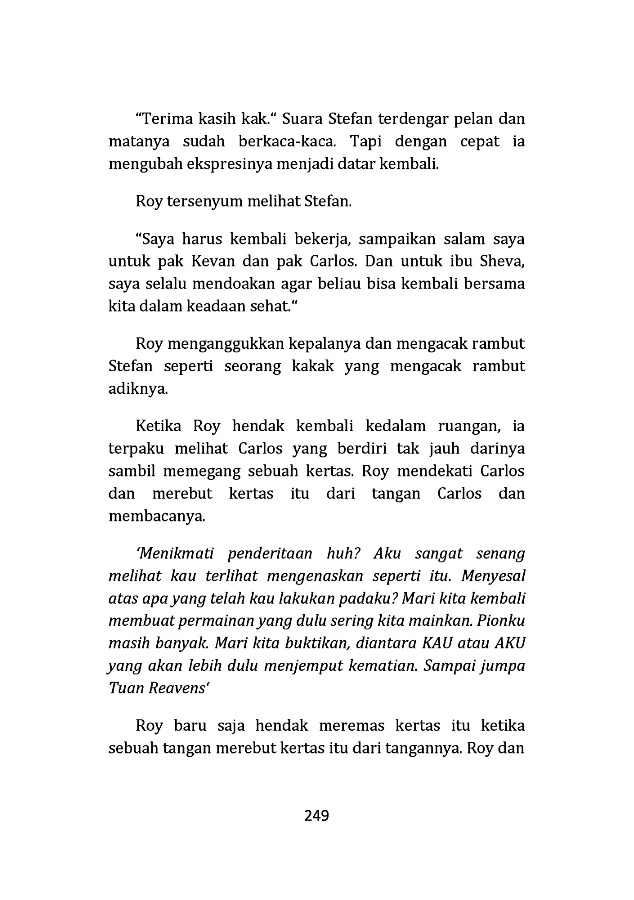 “Terima kasih kak.“ Suara Stefan terdengar pelan dan
matanya sudah berkaca-kaca. Tapi dengan cepat ia
mengubah ekspresinya menjadi datar kembali.
Roy tersenyum melihat Stefan.
“Saya harus kembali bekerja, sampaikan salam saya
untuk pak Kevan dan pak Carlos. Dan untuk ibu Sheva,
saya selalu mendoakan agar beliau bisa kembali bersama
kita dalam keadaan sehat.“
Roy menganggukkan kepalanya dan mengacak rambut
Stefan seperti seorang kakak yang mengacak rambut
adiknya.
Ketika Roy hendak kembali kedalam ruangan, ia
terpaku melihat Carlos yang berdiri tak jauh darinya
sambil memegang sebuah kertas. Roy mendekati Carlos
dan merebut kertas itu dari tangan Carlos dan
membacanya.
‘Menikmati penderitaan huh? Aku sangat senang
melihat kau terlihat mengenaskan seperti itu. Menyesal
atas apa yang telah kau lakukan padaku? Mari kita kembali
membuat permainan yang dulu sering kita mainkan. Pionku
masih banyak. Mari kita buktikan, diantara KAU atau AKU
yang akan lebih dulu menjemput kematian. Sampai jumpa
Tuan Reavens‘
Roy baru saja hendak meremas kertas itu ketika
sebuah tangan merebut kertas itu dari tangannya. Roy dan
249